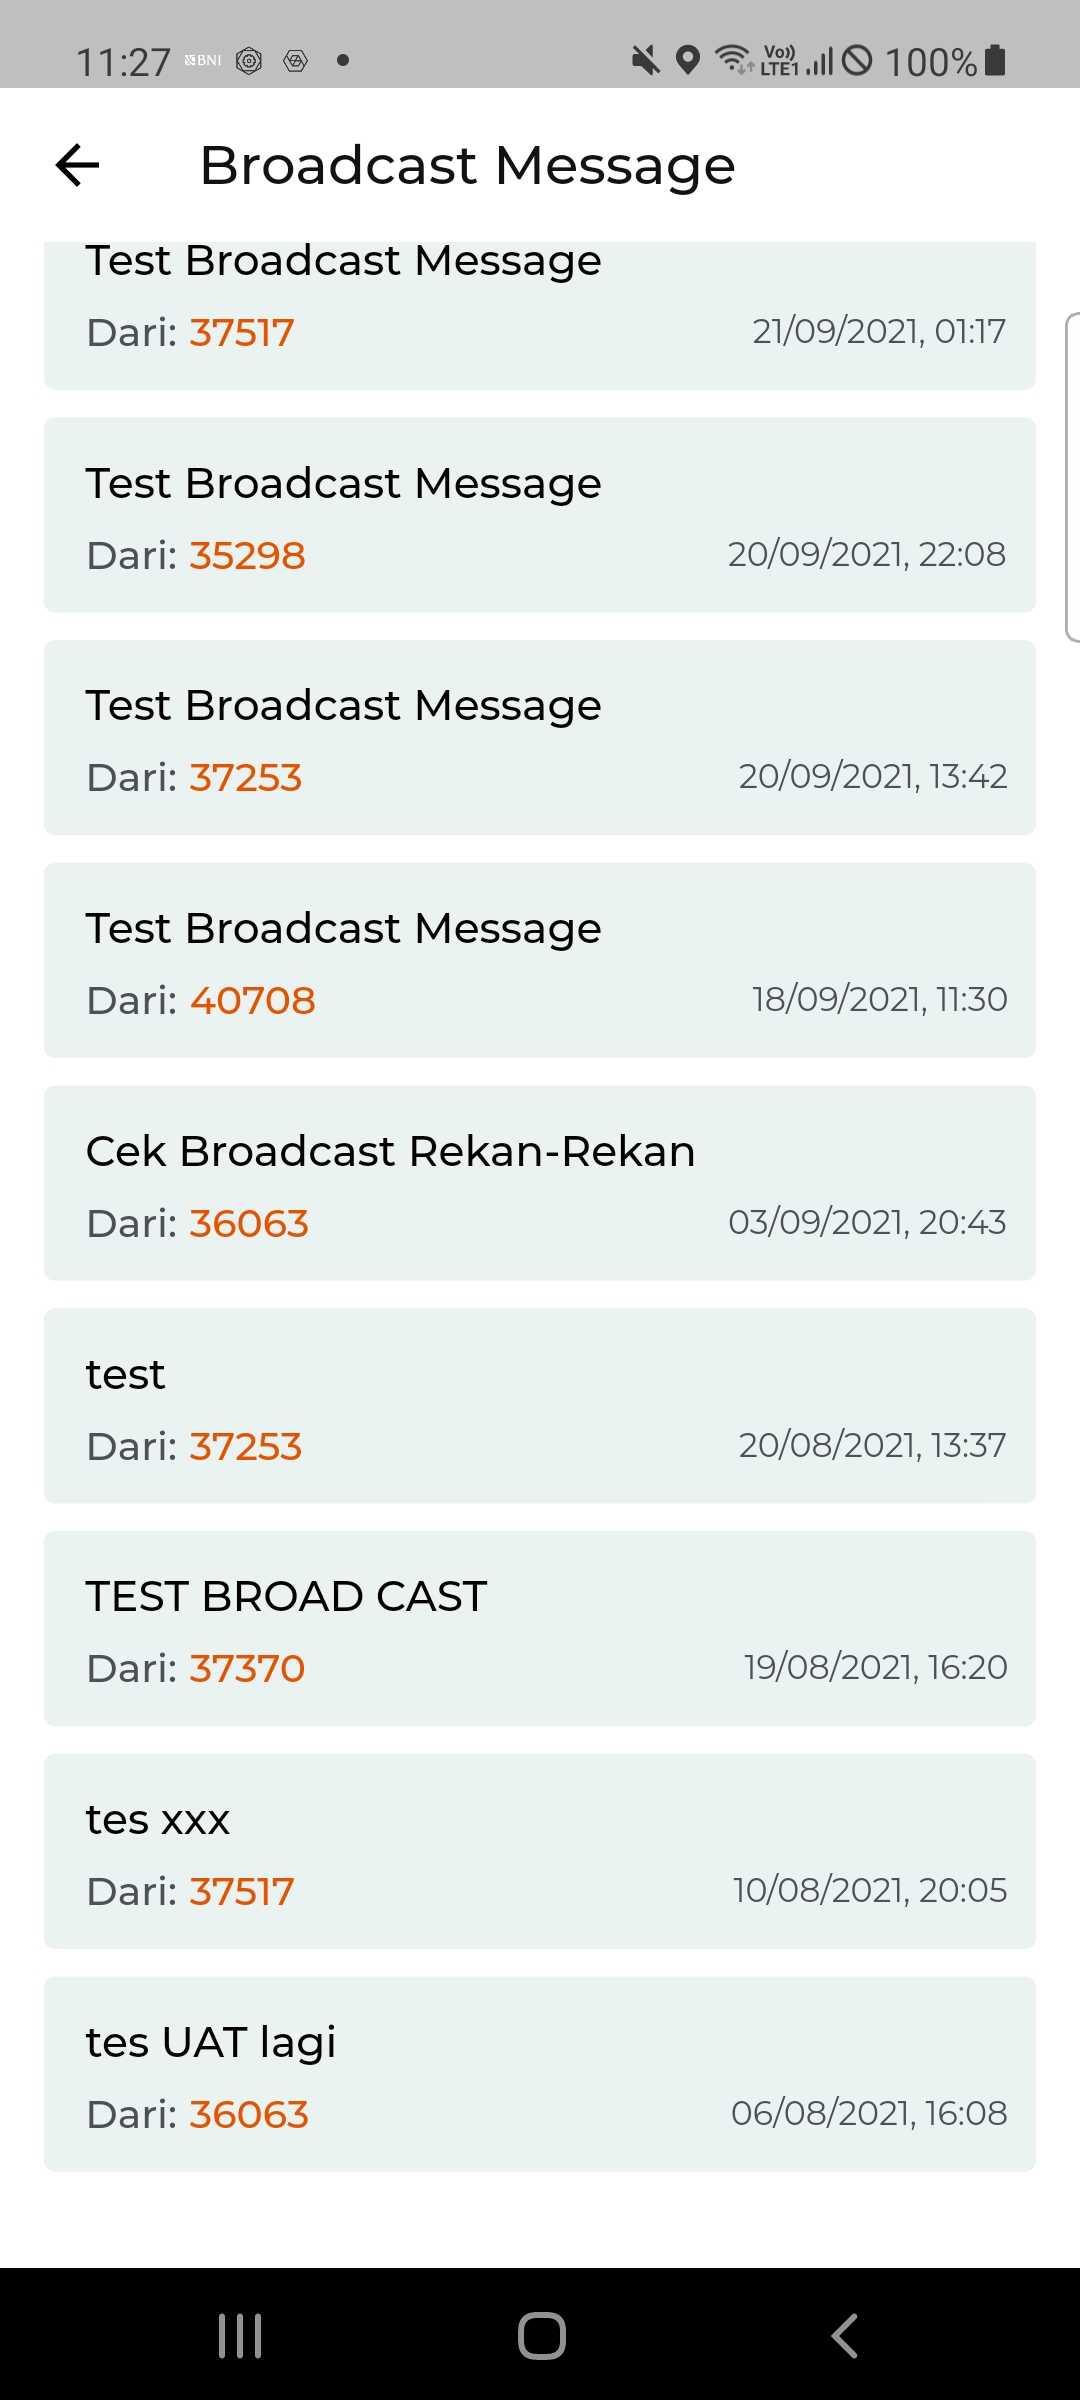 11:27 BNI Vo)) LTE1 100%
Broadcast Message
Test Broadcast Message
Dari: 37517 21/09/2021, 01:17
Test Broadcast Message
Dari: 35298 20/09/2021, 22:08
Test Broadcast Message
Dari: 37253 20/09/2021, 13:42
Test Broadcast Message
Dari: 40708 18/09/2021, 11:30
Cek Broadcast Rekan-Rekan
Dari: 36063 03/09/2021, 20:43
test
Dari: 37253 20/08/2021, 13:37
TEST BROAD CAST
Dari: 37370 19/08/2021, 16:20
tes xxx
Dari: 37517 10/08/2021, 20:05
tes UAT lagi
Dari: 36063 06/08/2021, 16:08